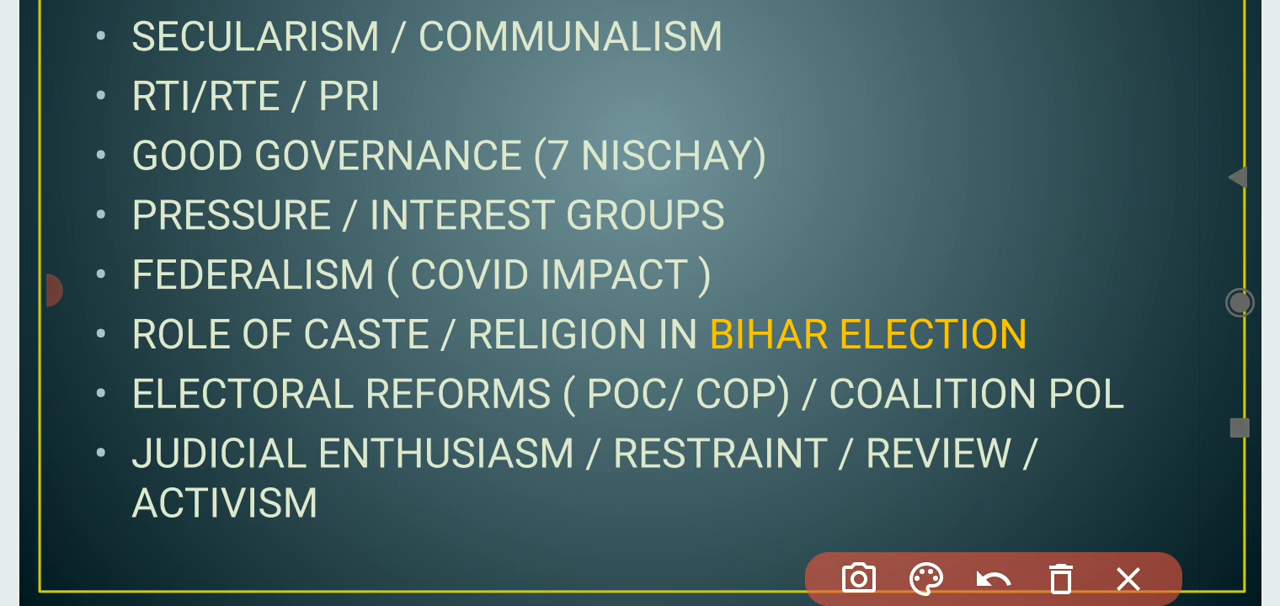 • SECULARISM / COMMUNALISM
• RTI/RTE / PRI
• GOOD GOVERNANCE (7 NISCHAY)
• PRESSURE / INTEREST GROUPS
• FEDERALISM ( COVID IMPACT )
• ROLE OF CASTE / RELIGION IN BIHAR ELECTION
• ELECTORAL REFORMS ( POC/ COP) / COALITION POL
• JUDICIAL ENTHUSIASM / RESTRAINT / REVIEW /
ACTIVISM